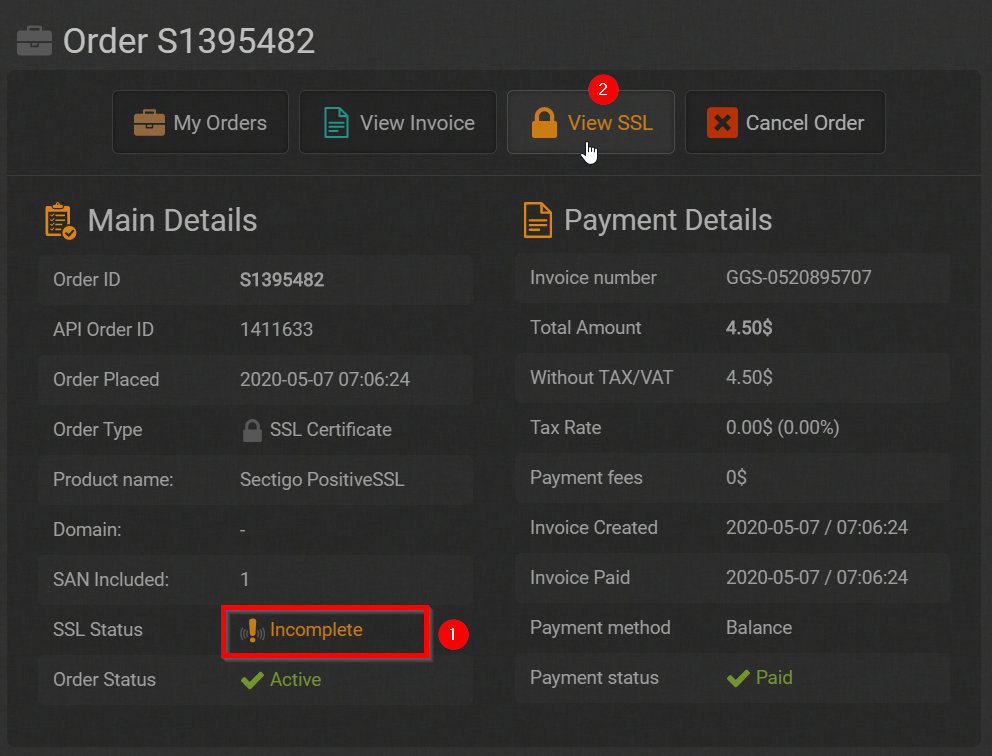 Order S1395482
2
My Orders
View Invoice
View SSL
Cancel Order
Main Details
Order ID S1395482
API Order ID 1411633
Order Placed 2020-05-07 07:06:24
Order Type SSL Certificate
Product name: Sectigo PositiveSSL
Domain: -
SAN Included: 1
SSL Status Incomplete 1
Order Status Active
Payment Details
Invoice number GGS-0520895707
Total Amount 4.50$
Without TAX/VAT 4.50$
Tax Rate 0.00$ (0.00%)
Payment fees 0$
Invoice Created 2020-05-07 / 07:06:24
Invoice Paid 2020-05-07 / 07:06:24
Payment method Balance
Payment status Paid